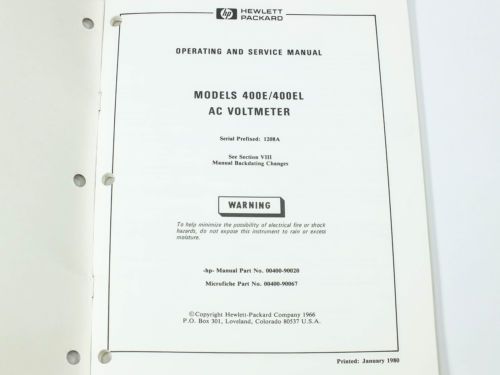 hp HEWLETT
PACKARD
OPERATING AND SERVICE MANUAL
MODELS 400E/400EL
AC VOLTMETER
Serial Prefixed: 1208A
See Section VIII
Manual Backdating Changes
WARNING
To help minimize the possibility of electrical fire or shock
hazards, do not expose this instrument to rain or excess
moisture.
-hp- Manual Part No. 00400-90020
Microfiche Part No. 00400-90067
©Copyright Hewlett-Packard Company 1966
P.O. Box 301, Loveland, Colorado 80537 U.S.A.
Printed: January 1980